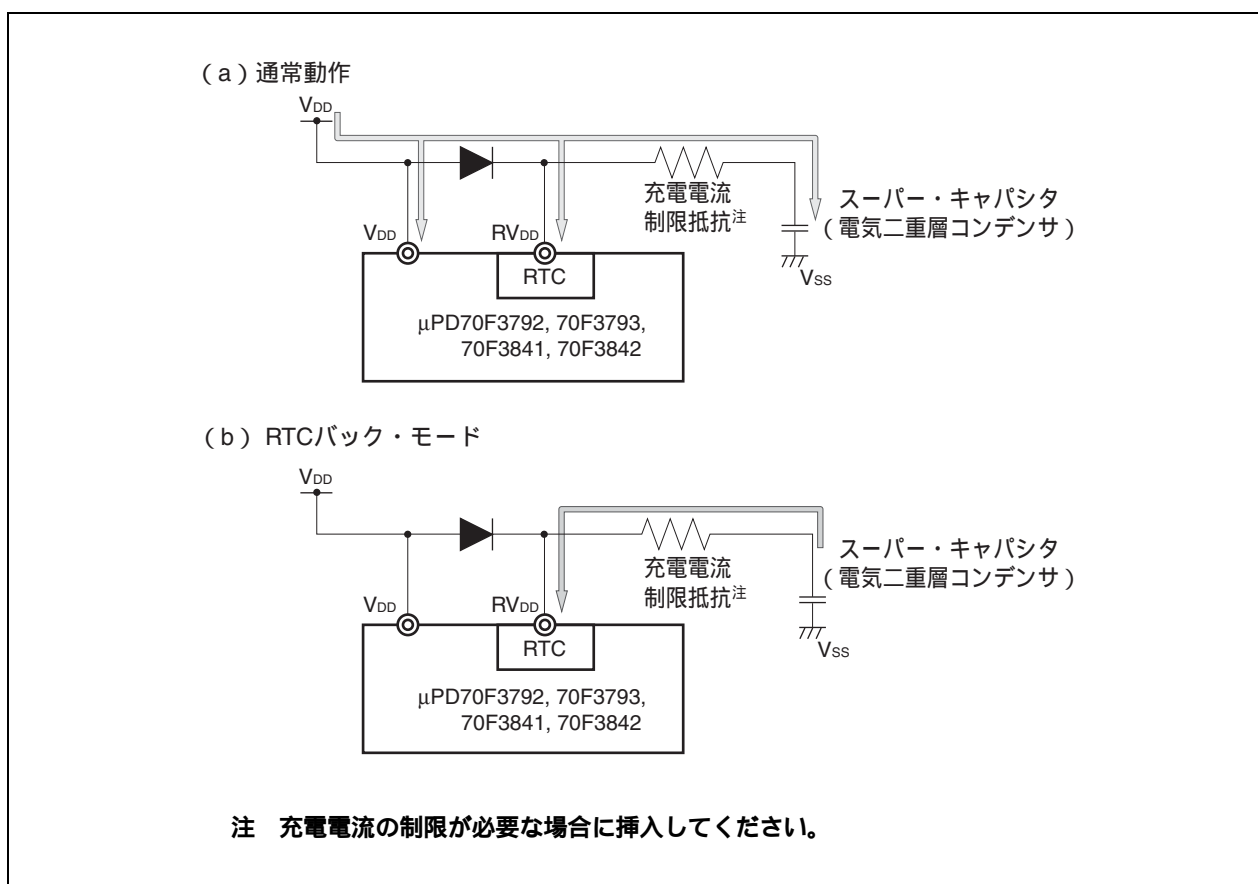 （a）通常動作
VDD
充電電流
制限抵抗注
スーパー・キャパシタ
（電気二重層コンデンサ）
VSS
VDD
RVDD
RTC
μPD70F3792, 70F3793,
70F3841, 70F3842
（b）RTCバック・モード
VDD
充電電流
制限抵抗注
スーパー・キャパシタ
（電気二重層コンデンサ）
VSS
VDD
RVDD
RTC
μPD70F3792, 70F3793,
70F3841, 70F3842
注　充電電流の制限が必要な場合に挿入してください。